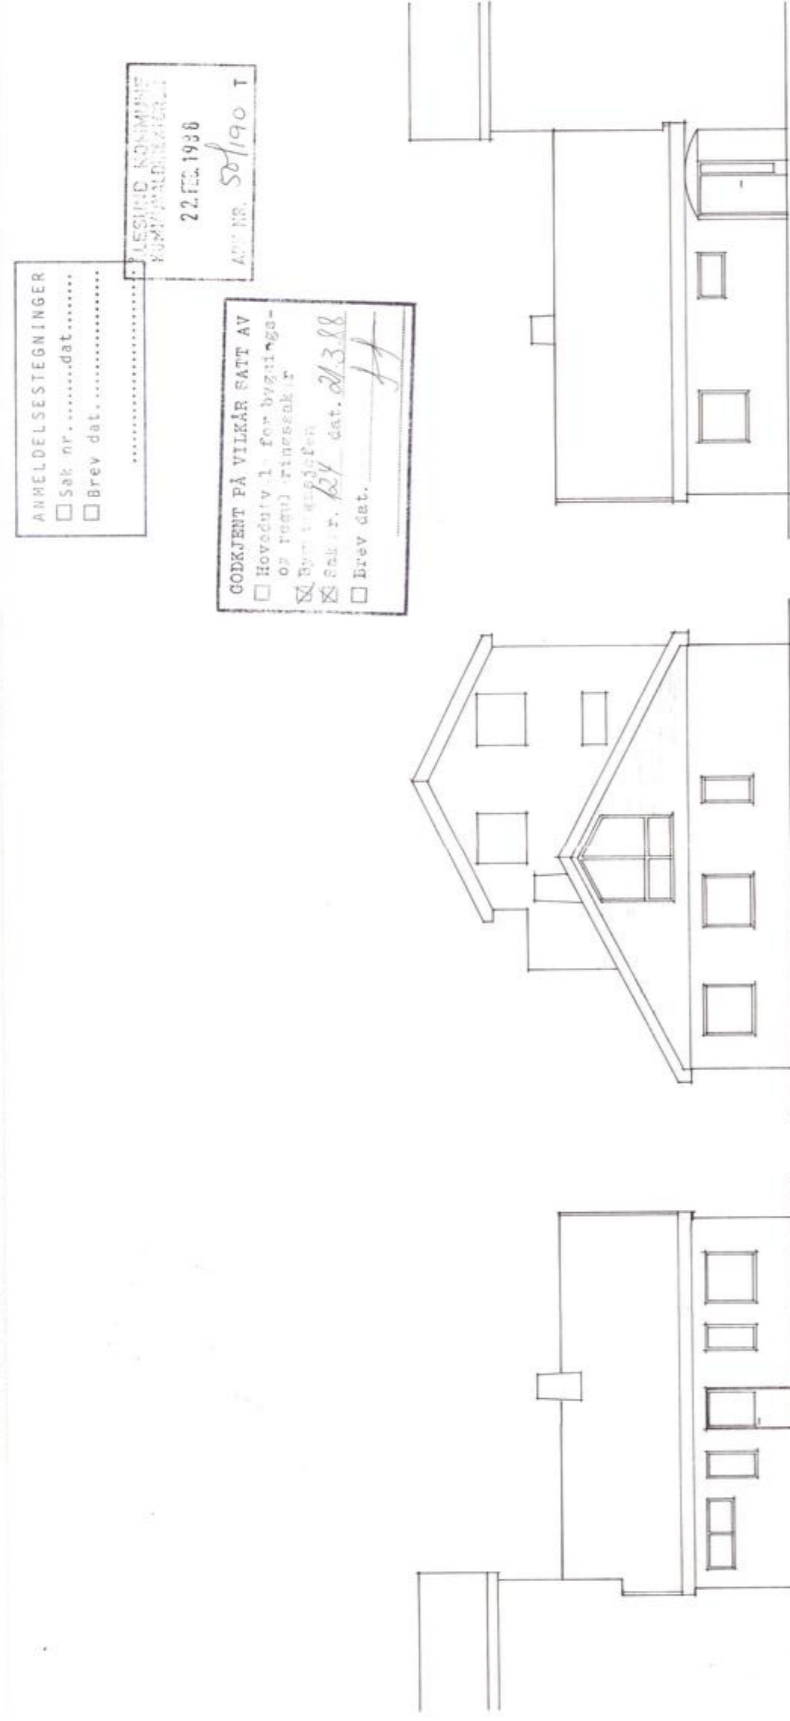 ANMELDELSESTEGNINGER
☐ Sak nr.........dat.......
☐ Brev dat.................
LESUND KOMMUNE
22.FEB.1988
NR. 50/190 T
GODKJENT PÅ VILKÅR SATT AV
☐ Hovedutv. for bygnings-
og
☒
☒ Sak nr. 124 dat. 21.3.88
☐ Brev dat.